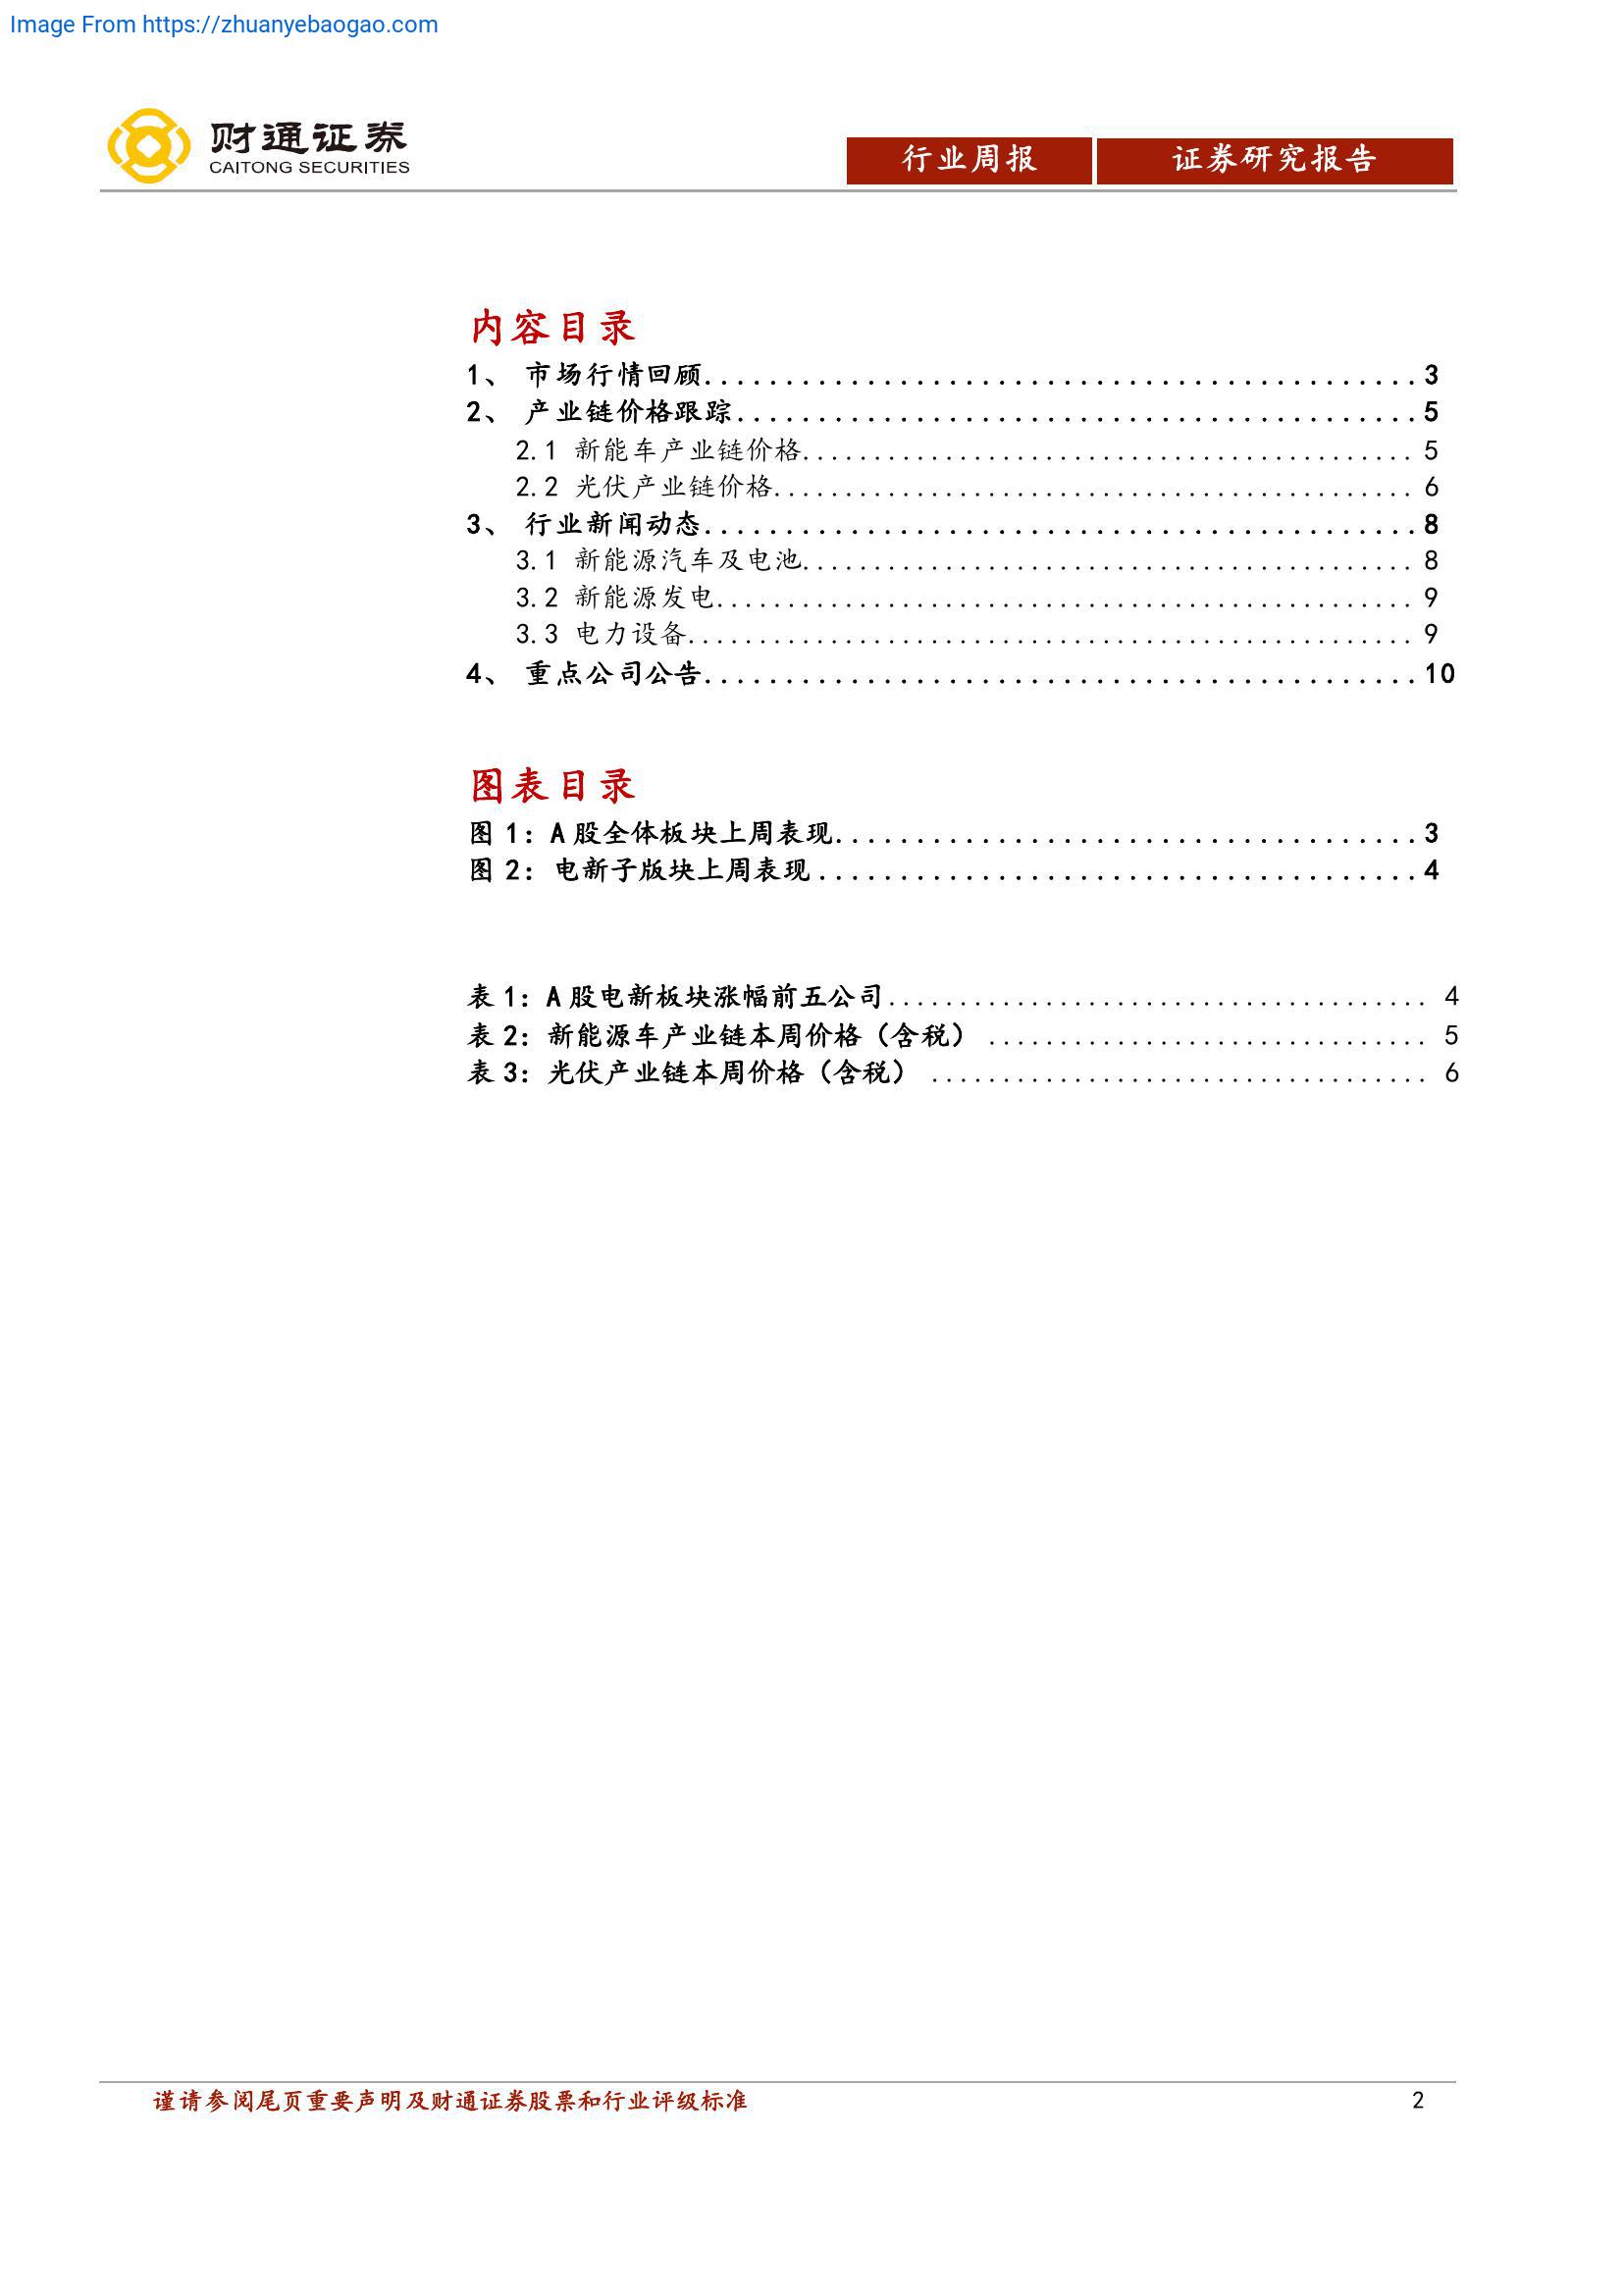 Image From https://zhuanyebaogao.com
财通证券
CAITONG SECURITIES
行业周报 证券研究报告
内容目录
1、 市场行情回顾............................................3
2、 产业链价格跟踪..........................................5
2.1 新能车产业链价格...........................................5
2.2 光伏产业链价格.............................................6
3、 行业新闻动态............................................8
3.1 新能源汽车及电池...........................................8
3.2 新能源发电.................................................9
3.3 电力设备...................................................9
4、 重点公司公告............................................10
图表目录
图 1：A 股全体板块上周表现....................................3
图 2：电新子版块上周表现.....................................4
表 1：A 股电新板块涨幅前五公司...................................... 4
表 2：新能源车产业链本周价格（含税）............................... 5
表 3：光伏产业链本周价格（含税）................................... 6
谨请参阅尾页重要声明及财通证券股票和行业评级标准 2